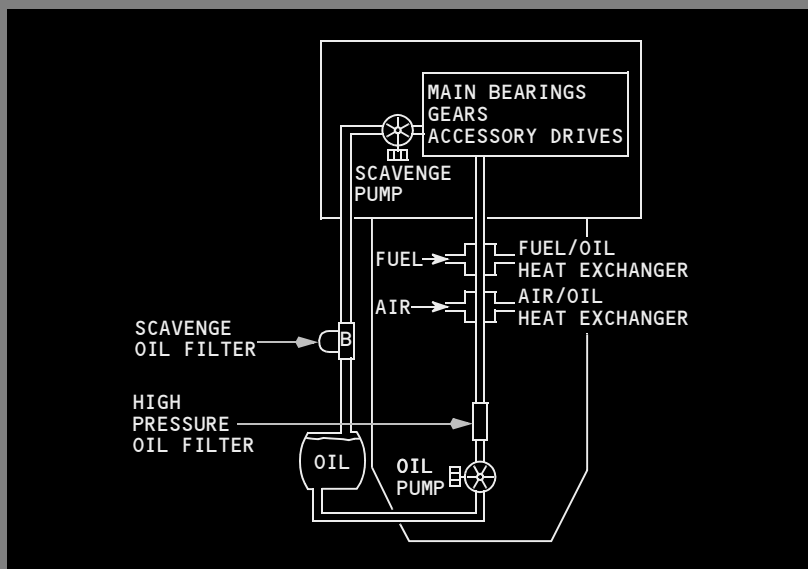 MAIN BEARINGS
GEARS
ACCESSORY DRIVES
SCAVENGE
PUMP
FUEL
FUEL/OIL
HEAT EXCHANGER
AIR
AIR/OIL
HEAT EXCHANGER
SCAVENGE
OIL FILTER
B
HIGH
PRESSURE
OIL FILTER
OIL
OIL
PUMP